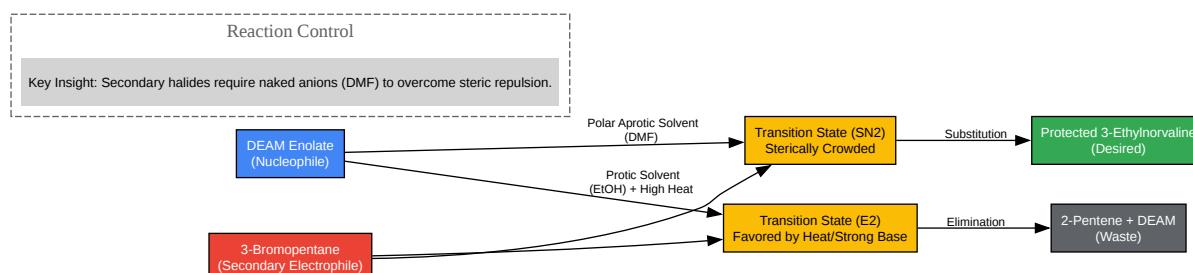 Reaction Control
Key Insight: Secondary halides require naked anions (DMF) to overcome steric repulsion.
DEAM Enolate
(Nucleophile)
Polar Aprotic Solvent
(DMF)
Transition State (SN2)
Sterically Crowded
Substitution
Protected 3-Ethylnorvaline
(Desired)
Protic Solvent
(EtOH) + High Heat
3-Bromopentane
(Secondary Electrophile)
Transition State (E2)
Favored by Heat/Strong Base
Elimination
2-Pentene + DEAM
(Waste)